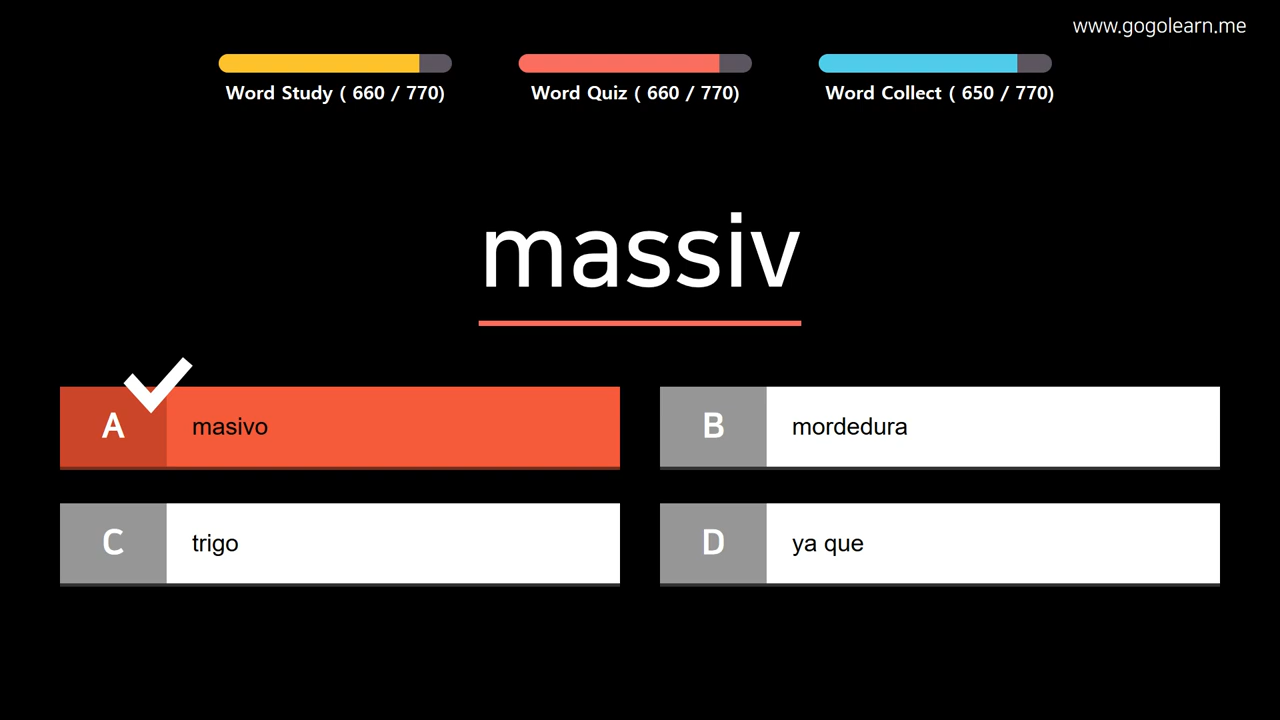 www.gogolearn.me
Word Study ( 660 / 770)
Word Quiz ( 660 / 770)
Word Collect ( 650 / 770)
massiv
A masivo
B mordedura
C trigo
D ya que